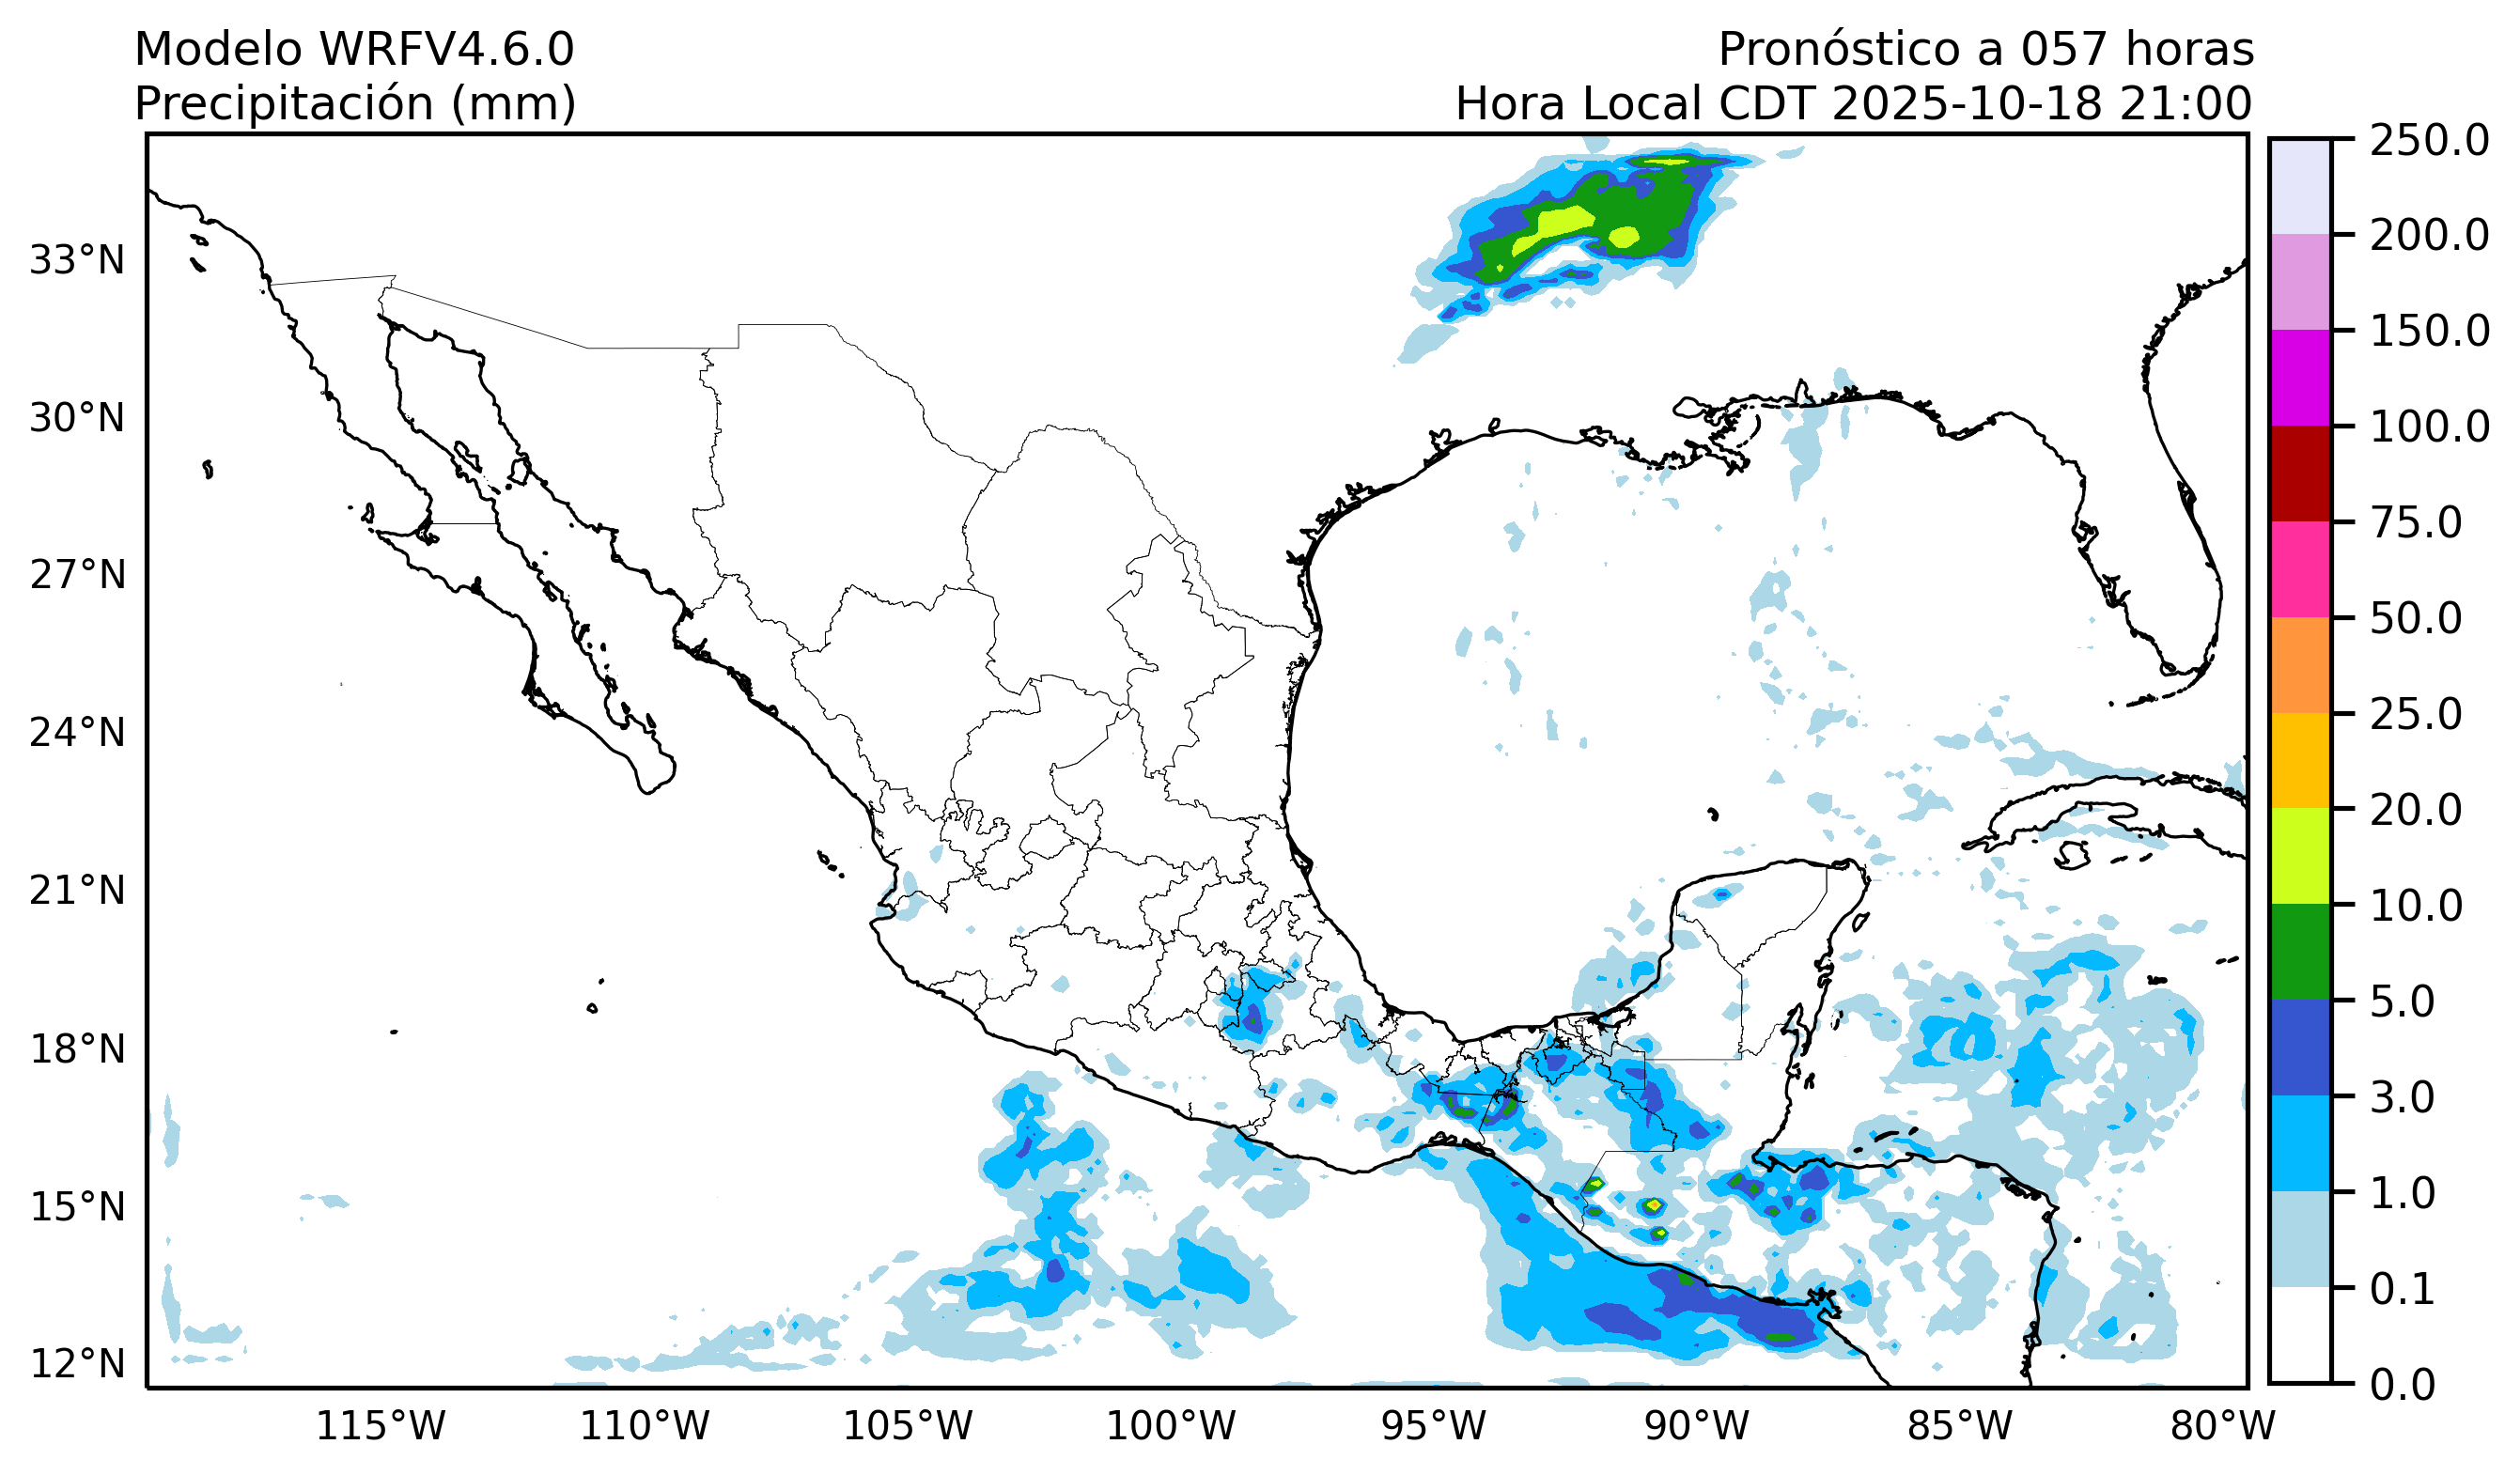 Modelo WRFV4.6.0
Precipitación (mm)
Pronóstico a 057 horas
Hora Local CDT 2025-10-18 21:00
33°N
30°N
27°N
24°N
21°N
18°N
15°N
12°N
115°W
110°W
105°W
100°W
95°W
90°W
85°W
80°W
250.0
200.0
150.0
100.0
75.0
50.0
25.0
20.0
10.0
5.0
3.0
1.0
0.1
0.0